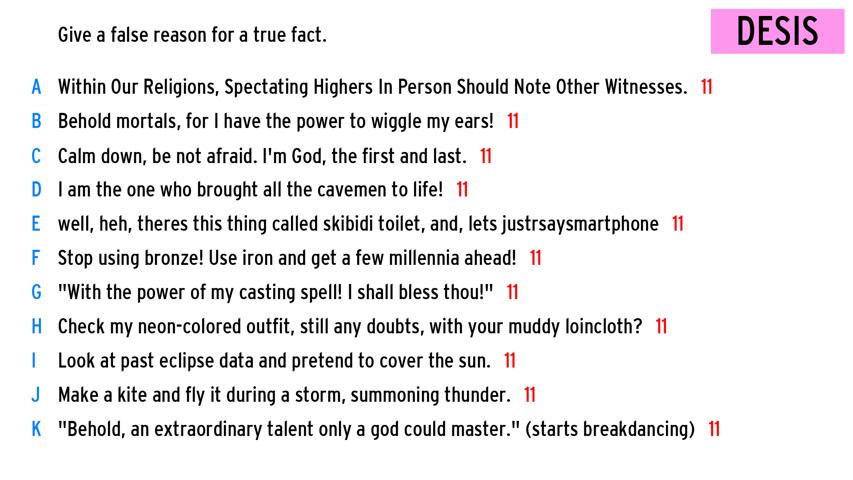 Give a false reason for a true fact.
DESIS
A Within Our Religions, Spectating Highers In Person Should Note Other Witnesses. 11
B Behold mortals, for I have the power to wiggle my ears! 11
C Calm down, be not afraid. I'm God, the first and last. 11
D I am the one who brought all the cavemen to life! 11
E well, heh, theres this thing called skibidi toilet, and, lets justrsaysmartphone 11
F Stop using bronze! Use iron and get a few millennia ahead! 11
G "With the power of my casting spell! I shall bless thou!" 11
H Check my neon-colored outfit, still any doubts, with your muddy loincloth? 11
I Look at past eclipse data and pretend to cover the sun. 11
J Make a kite and fly it during a storm, summoning thunder. 11
K "Behold, an extraordinary talent only a god could master." (starts breakdancing) 11